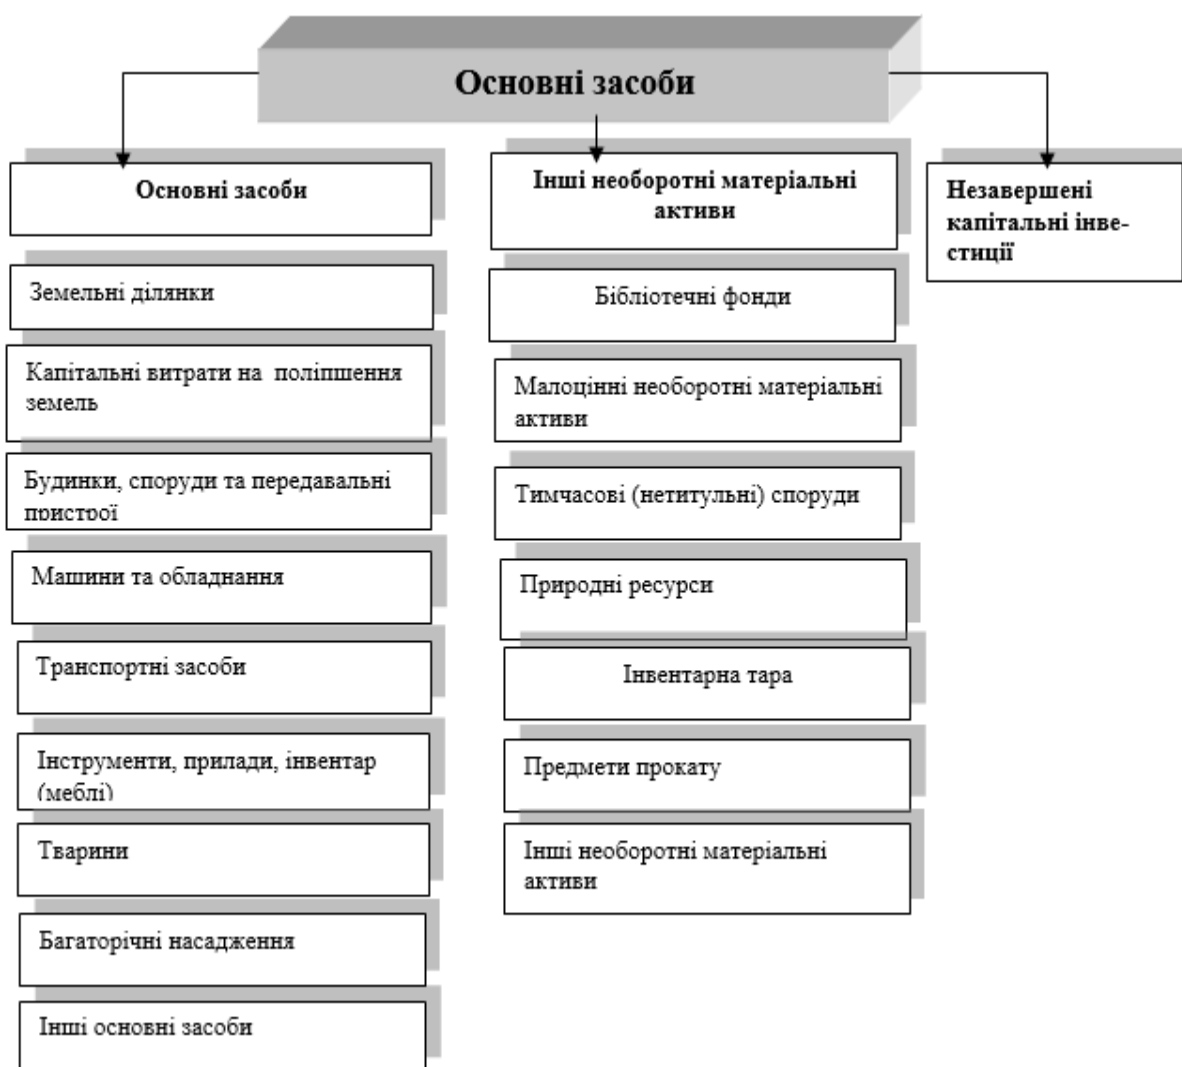 Основні засоби
Основні засоби
Земельні ділянки
Капітальні витрати на поліпшення
земель
Будинки, споруди та передавальні
пристрої
Машини та обладнання
Транспортні засоби
Інструменти, прилади, інвентар
(меблі)
Тварини
Багаторічні насадження
Інші основні засоби
Інші необоротні матеріальні
активи
Бібліотечні фонди
Малоцінні необоротні матеріальні
активи
Тимчасові (нетитульні) споруди
Природні ресурси
Інвентарна тара
Предмети прокату
Інші необоротні матеріальні
активи
Незавершені
капітальні інве-
стиції